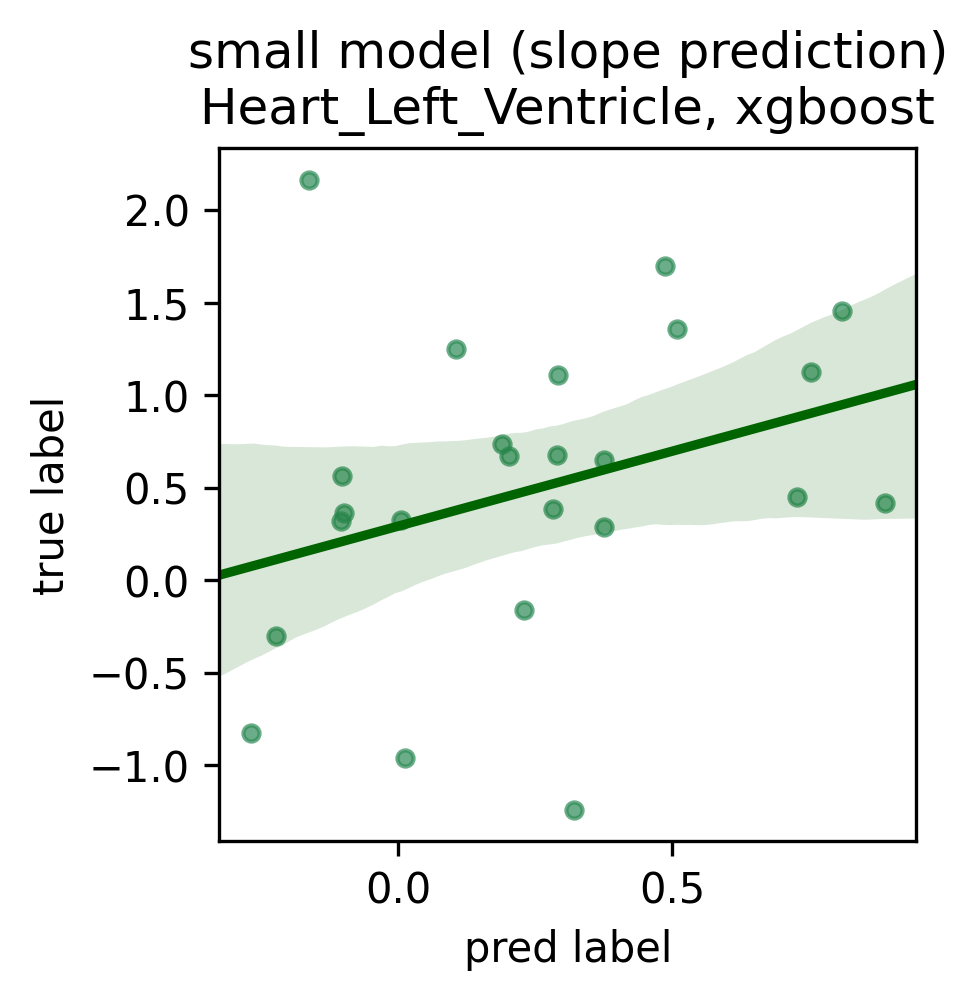 small model (slope prediction)
Heart_Left_Ventricle, xgboost
2.0
1.5
1.0
0.5
0.0
−0.5
−1.0
true label
0.0 0.5
pred label